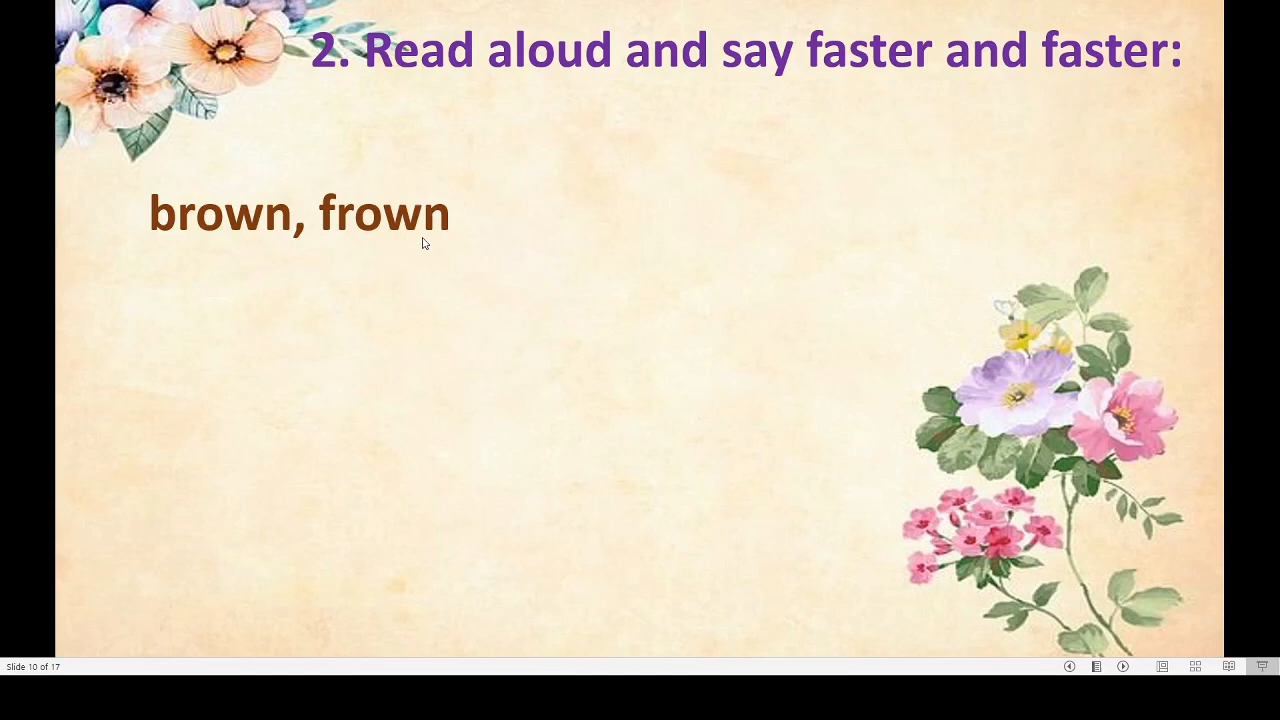 2. Read aloud and say faster and faster:
brown, frown
Slide 10 of 17